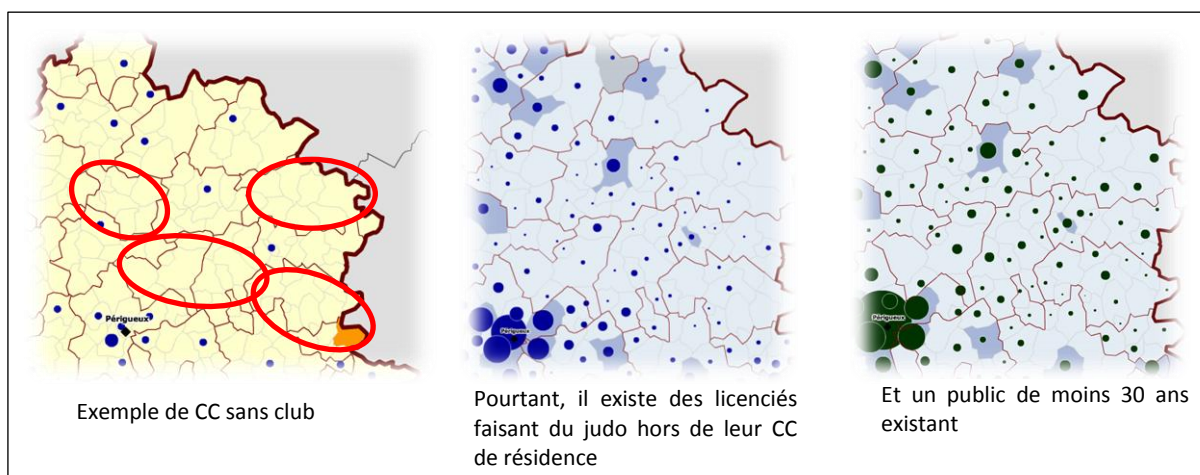 Périgueux
Périgueux
Périgueux
Exemple de CC sans club
Pourtant, il existe des licenciés
faisant du judo hors de leur CC
de résidence
Et un public de moins 30 ans
existant